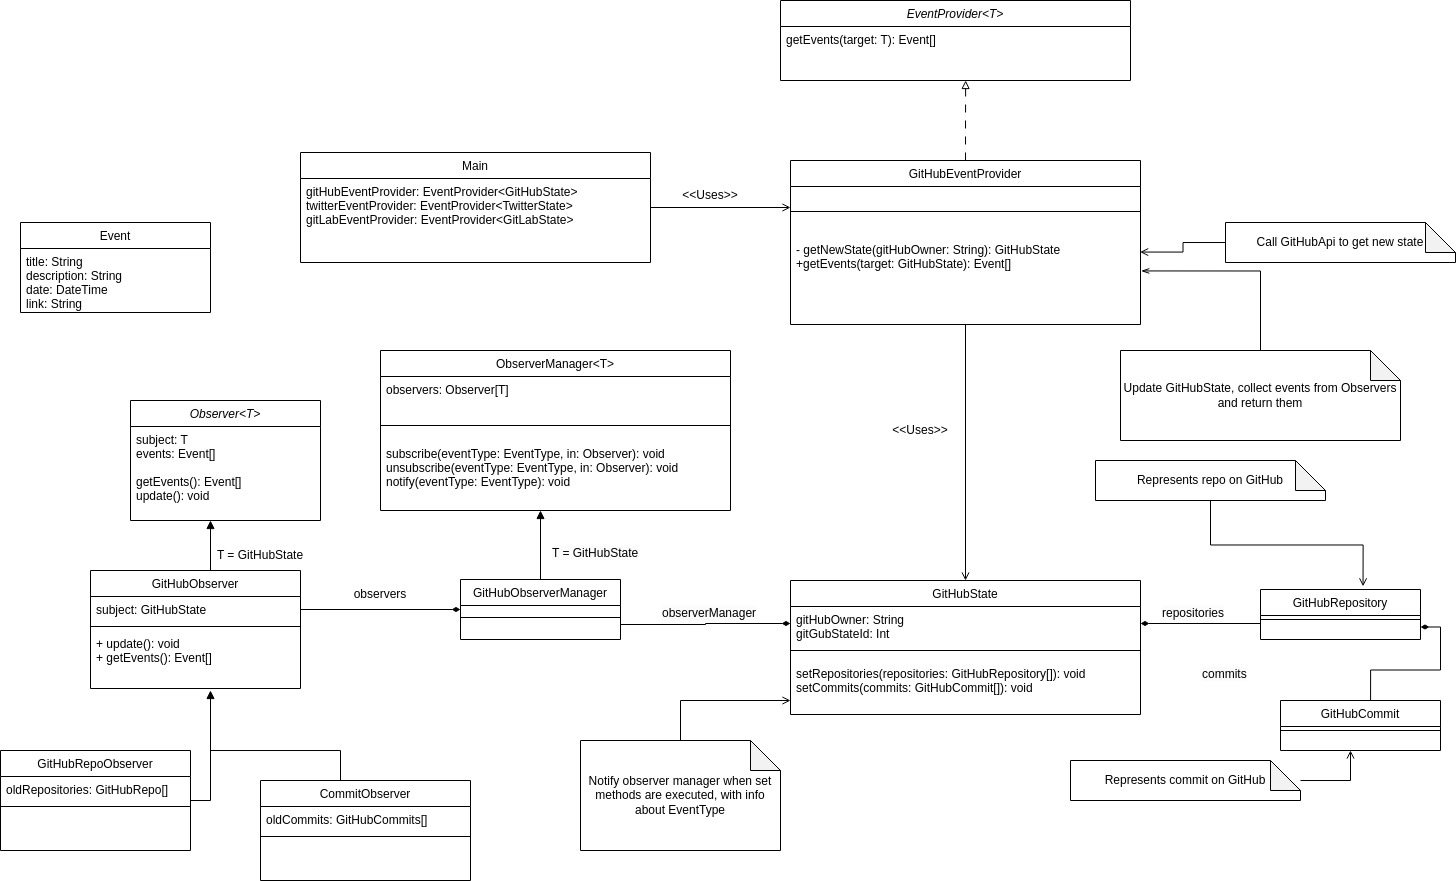 EventProvider<T>
getEvents(target: T): Event[]
Main
gitHubEventProvider: EventProvider<GitHubState>
twitterEventProvider: EventProvider<TwitterState>
gitLabEventProvider: EventProvider<GitLabState>
<<Uses>>
GitHubEventProvider
- getNewState(gitHubOwner: String): GitHubState
+getEvents(target: GitHubState): Event[]
Call GitHubApi to get new state
Event
title: String
description: String
date: DateTime
link: String
ObserverManager<T>
observers: Observer[T]
subscribe(eventType: EventType, in: Observer): void
unsubscribe(eventType: EventType, in: Observer): void
notify(eventType: EventType): void
Update GitHubState, collect events from Observers
and return them
Observer<T>
subject: T
events: Event[]
getEvents(): Event[]
update(): void
<<Uses>>
Represents repo on GitHub
T = GitHubState
T = GitHubState
GitHubObserver
subject: GitHubState
+ update(): void
+ getEvents(): Event[]
observers
GitHubObserverManager
observerManager
GitHubState
gitHubOwner: String
gitGubStateId: Int
setRepositories(repositories: GitHubRepository[]): void
setCommits(commits: GitHubCommit[]): void
repositories
GitHubRepository
commits
GitHubCommit
Represents commit on GitHub
Notify observer manager when set
methods are executed, with info
about EventType
GitHubRepoObserver
oldRepositories: GitHubRepo[]
CommitObserver
oldCommits: GitHubCommits[]